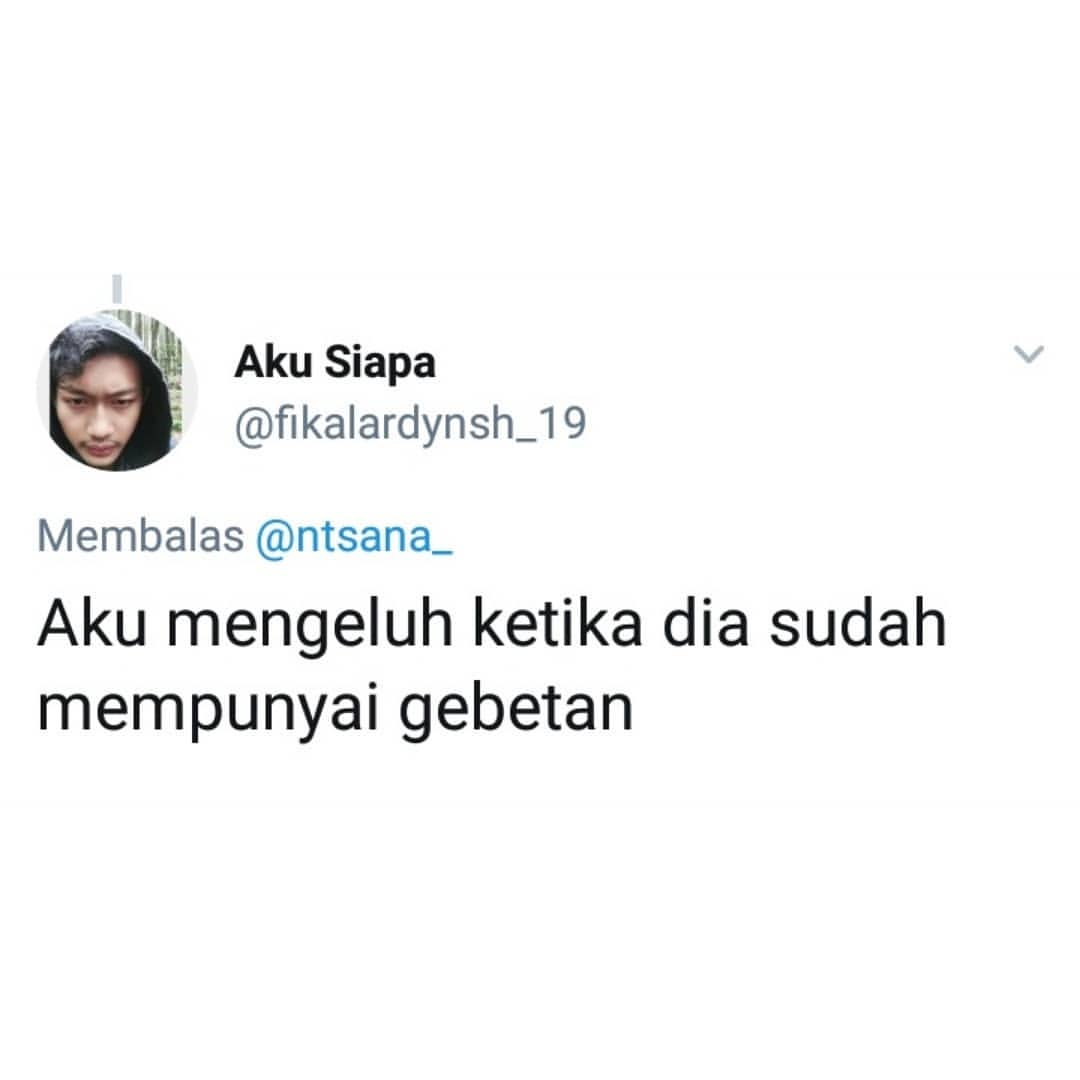 Aku Siapa
@fikalardynsh_19
Membalas @ntsana_
Aku mengeluh ketika dia sudah
mempunyai gebetan